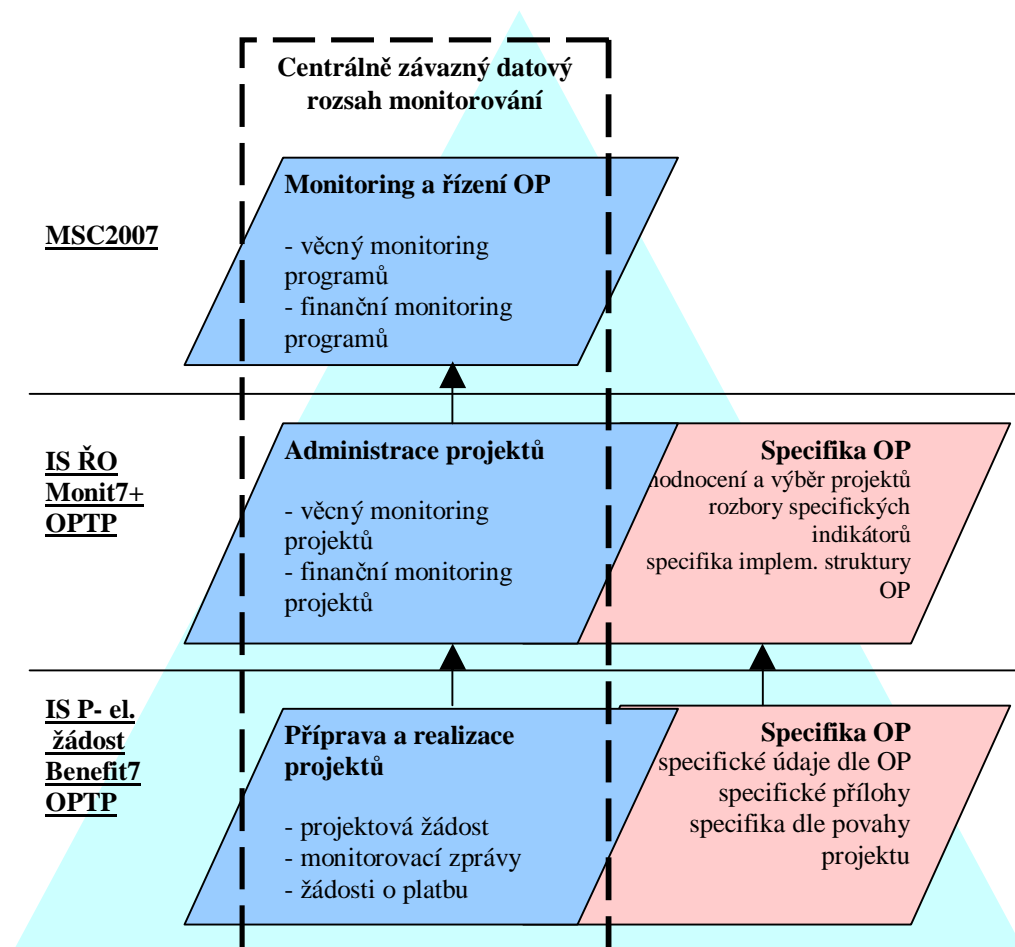 Centrálně závazný datový
rozsah monitorování
MSC2007
Monitoring a řízení OP
- věcný monitoring
programů
- finanční monitoring
programů
IS ŘO
Monit7+
OPTP
Administrace projektů
- věcný monitoring
projektů
- finanční monitoring
projektů
Specifika OP
hodnocení a výběr projektů
rozbory specifických
indikátorů
specifika implem. struktury
OP
IS P- el.
žádost
Benefit7
OPTP
Příprava a realizace
projektů
- projektová žádost
- monitorovací zprávy
- žádosti o platbu
Specifika OP
specifické údaje dle OP
specifické přílohy
specifika dle povahy
projektu